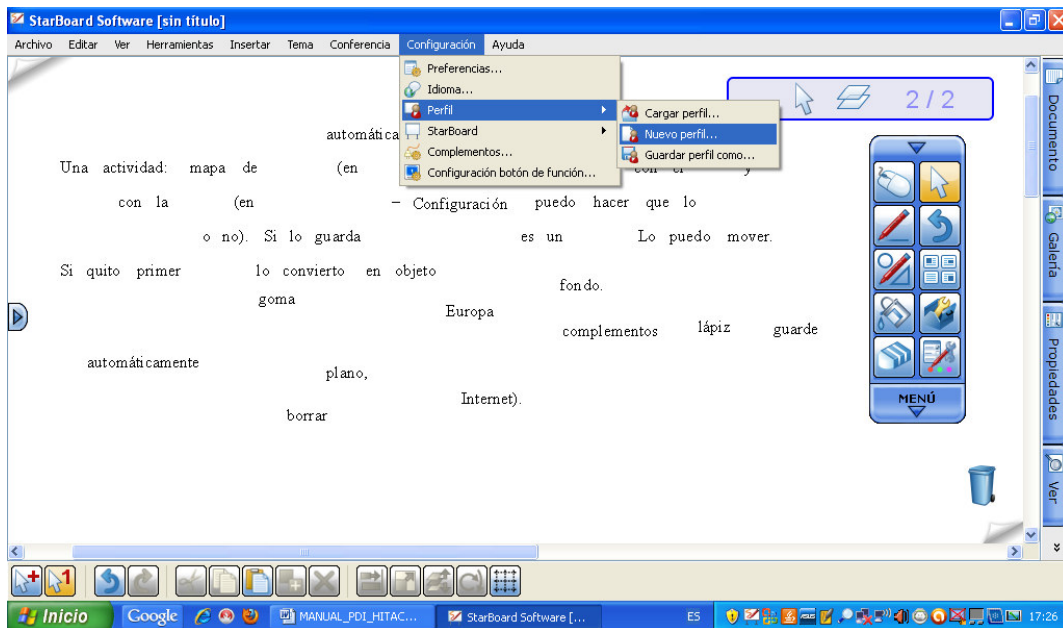 StarBoard Software [sin título]
Archivo Editar Ver Herramientas Insertar Tema Conferencia Configuración Ayuda
Preferencias...
Idioma...
Perfil
StarBoard
Complementos...
Configuración botón de función...
Cargar perfil...
Nuevo perfil...
Guardar perfil como...
2 / 2
automática
Una actividad: mapa de (en con el y
con la (en – Configuración puedo hacer que lo
o no). Si lo guarda es un Lo puedo mover.
Si quito primer lo convierto en objeto
fondo.
goma
Europa
complementos lápiz guarde
automáticamente
plano,
Internet).
borrar
MENÚ
Documento
Galería
Propiedades
Ver
Inicio Google MANUAL_PDI_HITAC... StarBoard Software [... ES 17:26